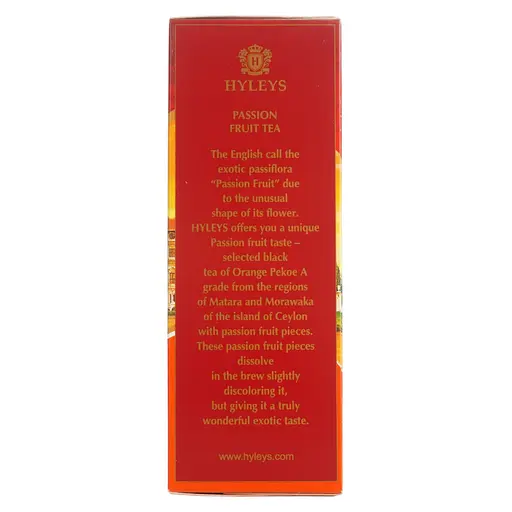 H
HYLEYS
PASSION
FRUIT TEA
The English call the
exotic passiflora
“Passion Fruit” due
to the unusual
shape of its flower.
HYLEYS offers you a unique
Passion fruit taste –
selected black
tea of Orange Pekoe A
grade from the regions
of Matara and Morawaka
of the island of Ceylon
with passion fruit pieces.
These passion fruit pieces
dissolve
in the brew slightly
discoloring it,
but giving it a truly
wonderful exotic taste.
www.hyleys.com